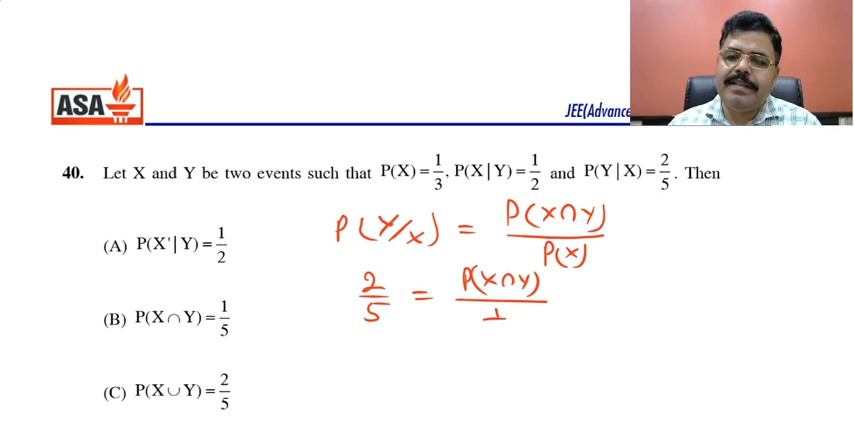 ASA
JEE(Advance
40. Let X and Y be two events such that P(X) = 1/3, P(X | Y) = 1/2 and P(Y | X) = 2/5. Then
P(Y/X) = P(X∩Y)/P(X)
(A) P(X' | Y) = 1/2
2/5 = P(X∩Y)/1
(B) P(X∩Y) = 1/5
(C) P(X∪Y) = 2/5